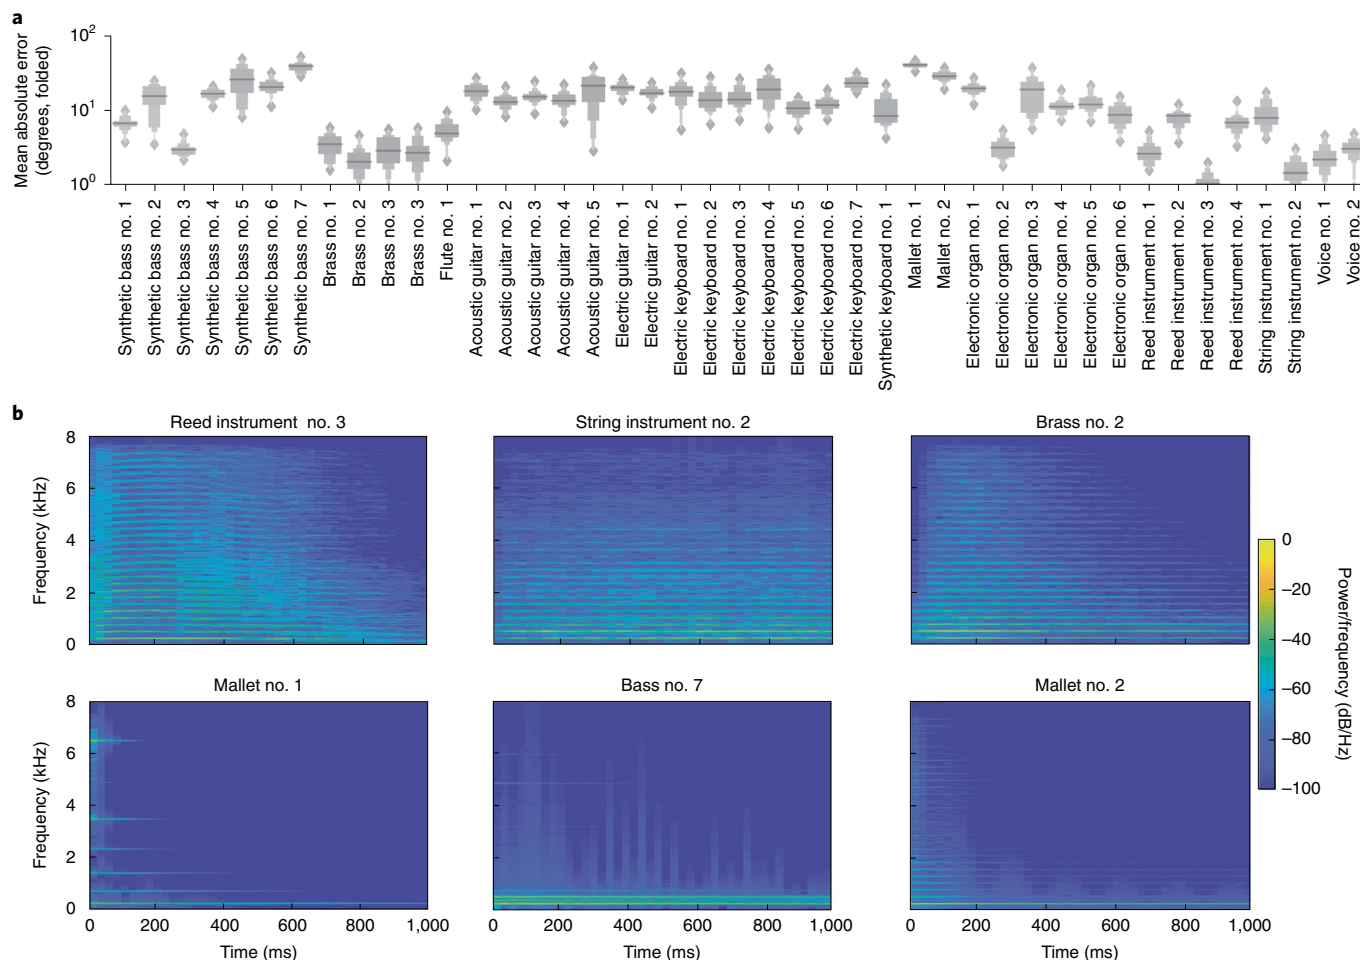 a
Mean absolute error
(degrees, folded)
10²
10¹
10⁰
Synthetic bass no. 1
Synthetic bass no. 2
Synthetic bass no. 3
Synthetic bass no. 4
Synthetic bass no. 5
Synthetic bass no. 6
Synthetic bass no. 7
Brass no. 1
Brass no. 2
Brass no. 3
Brass no. 3
Flute no. 1
Acoustic guitar no. 1
Acoustic guitar no. 2
Acoustic guitar no. 3
Acoustic guitar no. 4
Acoustic guitar no. 5
Electric guitar no. 1
Electric guitar no. 2
Electric keyboard no. 1
Electric keyboard no. 2
Electric keyboard no. 3
Electric keyboard no. 4
Electric keyboard no. 5
Electric keyboard no. 6
Electric keyboard no. 7
Synthetic keyboard no. 1
Mallet no. 1
Mallet no. 2
Electronic organ no. 1
Electronic organ no. 2
Electronic organ no. 3
Electronic organ no. 4
Electronic organ no. 5
Electronic organ no. 6
Reed instrument no. 1
Reed instrument no. 2
Reed instrument no. 3
Reed instrument no. 4
String instrument no. 1
String instrument no. 2
Voice no. 1
Voice no. 2
b
Reed instrument no. 3
String instrument no. 2
Brass no. 2
Frequency (kHz)
8
6
4
2
0
0
–20
–40
–60
–80
–100
Power/frequency (dB/Hz)
Mallet no. 1
Bass no. 7
Mallet no. 2
Frequency (kHz)
8
6
4
2
0
0 200 400 600 800 1,000
0 200 400 600 800 1,000
0 200 400 600 800 1,000
Time (ms)
Time (ms)
Time (ms)